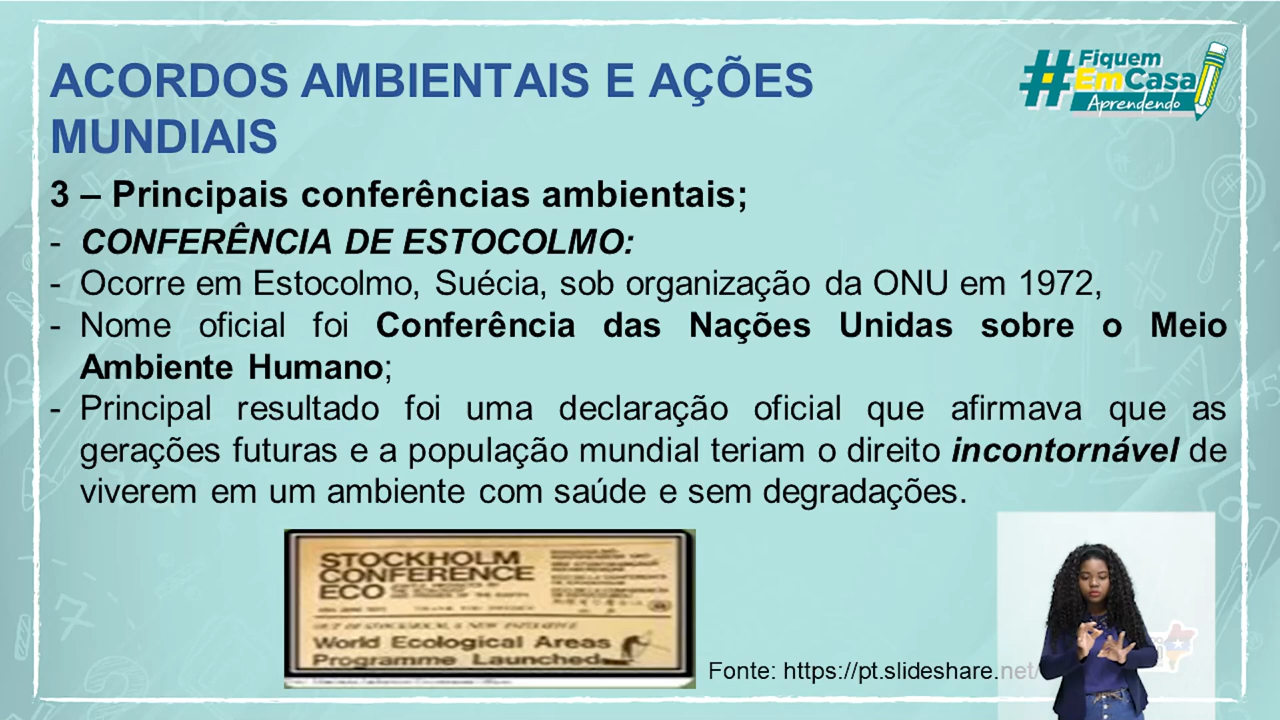 ACORDOS AMBIENTAIS E AÇÕES
MUNDIAIS
#Fiquem
EmCasa
Aprendendo
3 – Principais conferências ambientais;
- CONFERÊNCIA DE ESTOCOLMO:
- Ocorre em Estocolmo, Suécia, sob organização da ONU em 1972,
- Nome oficial foi Conferência das Nações Unidas sobre o Meio
Ambiente Humano;
- Principal resultado foi uma declaração oficial que afirmava que as
gerações futuras e a população mundial teriam o direito incontornável de
viverem em um ambiente com saúde e sem degradações.
STOCKHOLM
CONFERENCE
ECO
World Ecological Areas
Programme Launched
Fonte: https://pt.slideshare.net/